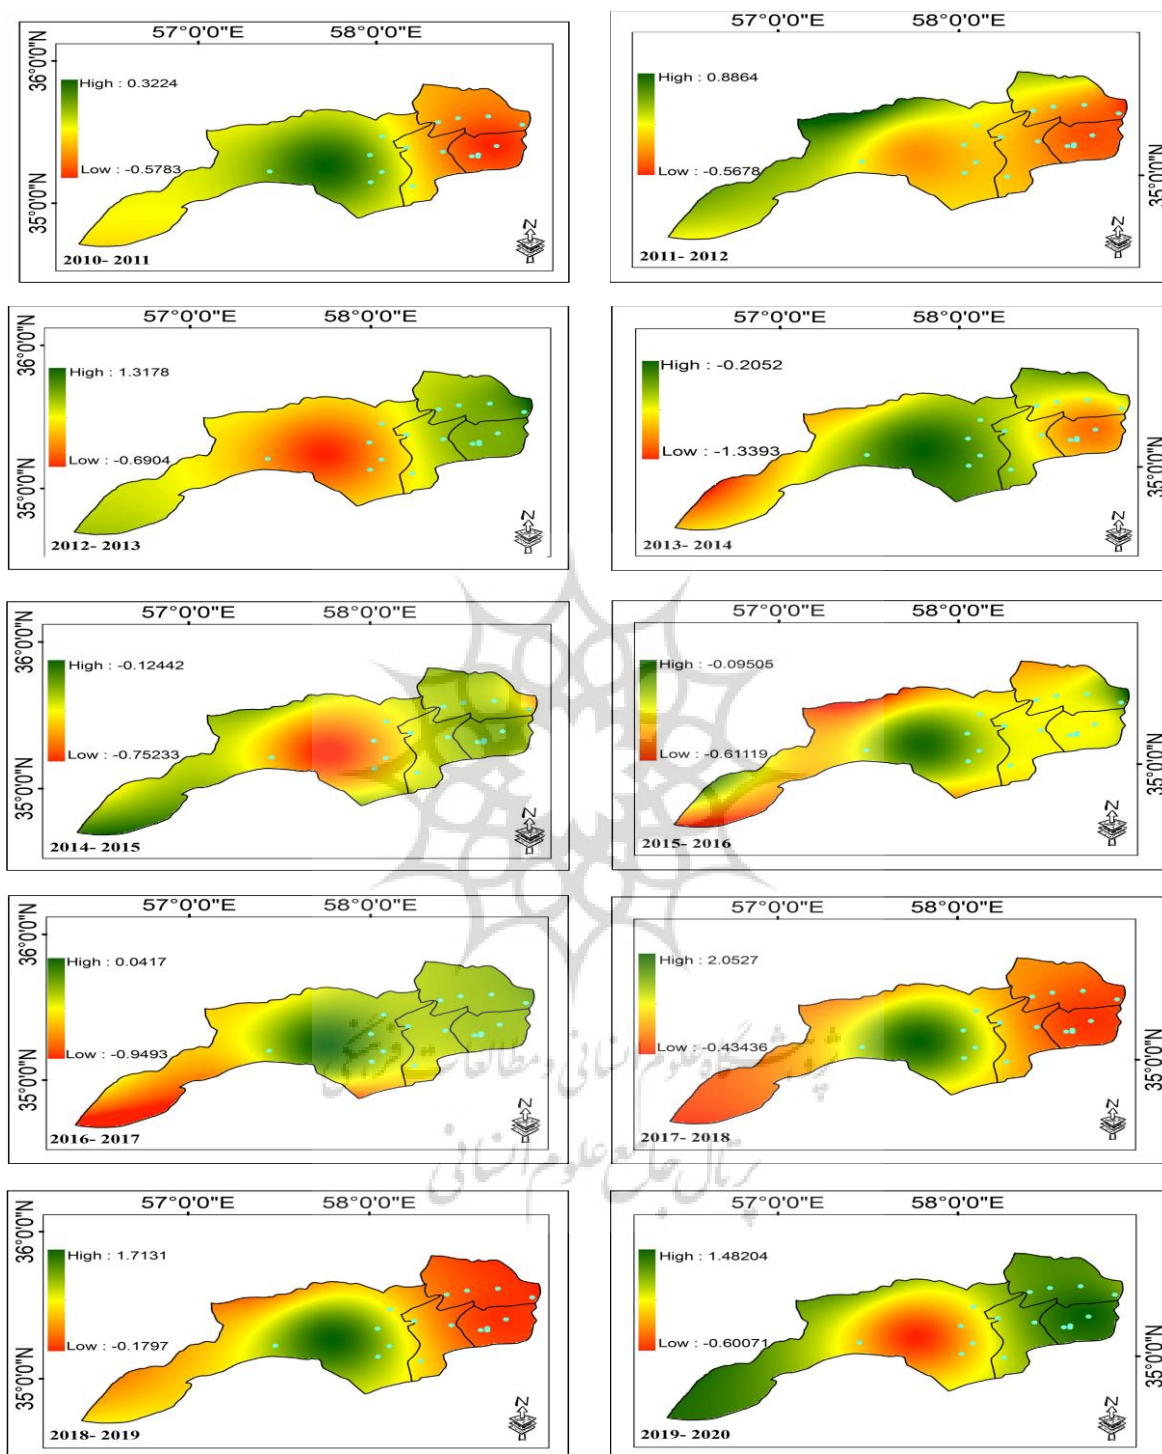 57°0'0"E 58°0'0"E
36°0'0"N
35°0'0"N
High : 0.3224
Low : -0.5783
N
2010- 2011
57°0'0"E 58°0'0"E
35°0'0"N
High : 0.8864
Low : -0.5678
N
2011- 2012
57°0'0"E 58°0'0"E
36°0'0"N
35°0'0"N
High : 1.3178
Low : -0.6904
N
2012- 2013
57°0'0"E 58°0'0"E
35°0'0"N
High : -0.2052
Low : -1.3393
N
2013- 2014
57°0'0"E 58°0'0"E
36°0'0"N
35°0'0"N
High : -0.12442
Low : -0.75233
N
2014- 2015
57°0'0"E 58°0'0"E
35°0'0"N
High : -0.09505
Low : -0.61119
N
2015- 2016
57°0'0"E 58°0'0"E
36°0'0"N
35°0'0"N
High : 0.0417
Low : -0.9493
N
2016- 2017
57°0'0"E 58°0'0"E
35°0'0"N
High : 2.0527
Low : -0.43436
N
2017- 2018
پژوهشگاه علوم انسانی و مطالعات فرهنگی
پرتال جامع علوم انسانی
57°0'0"E 58°0'0"E
36°0'0"N
35°0'0"N
High : 1.7131
Low : -0.1797
N
2018- 2019
57°0'0"E 58°0'0"E
35°0'0"N
High : 1.48204
Low : -0.60071
N
2019- 2020